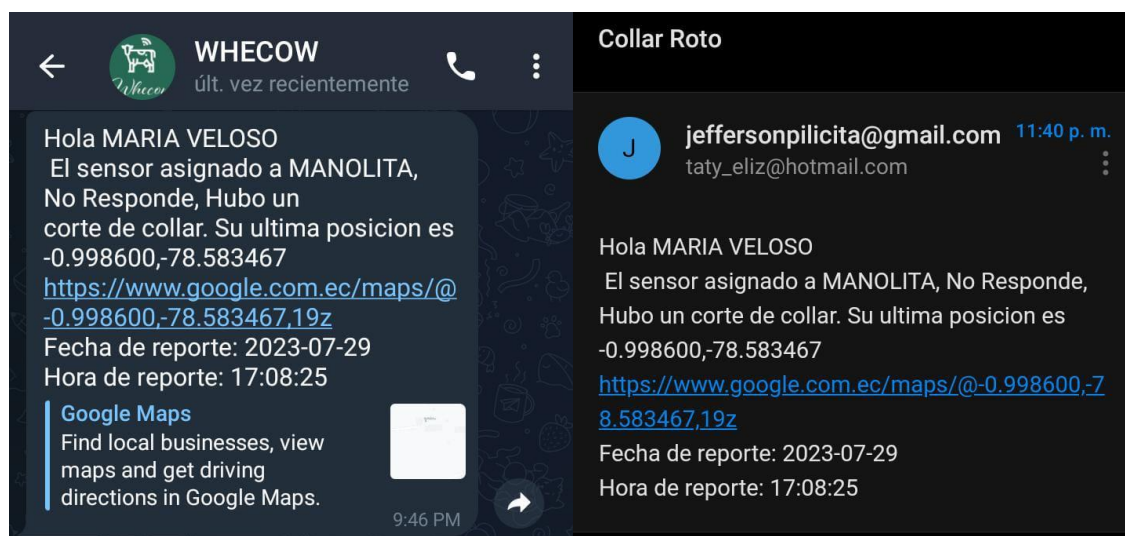 WHECOW
últ. vez recientemente
Whecow
Hola MARIA VELOSO
El sensor asignado a MANOLITA,
No Responde, Hubo un
corte de collar. Su ultima posicion es
-0.998600,-78.583467
https://www.google.com.ec/maps/@
-0.998600,-78.583467,19z
Fecha de reporte: 2023-07-29
Hora de reporte: 17:08:25
Google Maps
Find local businesses, view
maps and get driving
directions in Google Maps.
9:46 PM
Collar Roto
J
jeffersonpilicita@gmail.com 11:40 p. m.
taty_eliz@hotmail.com
Hola MARIA VELOSO
El sensor asignado a MANOLITA, No Responde,
Hubo un corte de collar. Su ultima posicion es
-0.998600,-78.583467
https://www.google.com.ec/maps/@-0.998600,-7
8.583467,19z
Fecha de reporte: 2023-07-29
Hora de reporte: 17:08:25